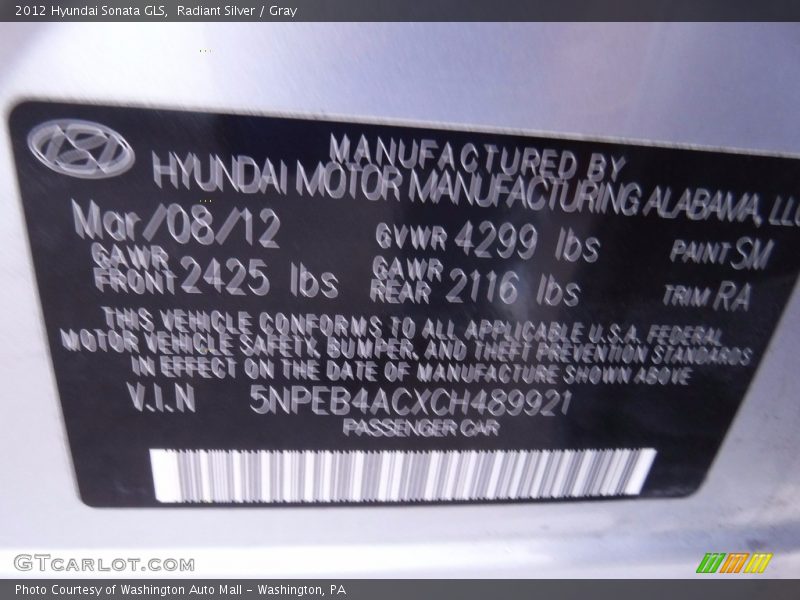 2012 Hyundai Sonata GLS, Radiant Silver / Gray
MANUFACTURED BY
HYUNDAI MOTOR MANUFACTURING ALABAMA, LLC
Mar/08/12 GVWR 4299 lbs PAINT SM
GAWR FRONT 2425 lbs GAWR REAR 2116 lbs TRIM RA
THIS VEHICLE CONFORMS TO ALL APPLICABLE U.S.A. FEDERAL
MOTOR VEHICLE SAFETY, BUMPER, AND THEFT PREVENTION STANDARDS
IN EFFECT ON THE DATE OF MANUFACTURE SHOWN ABOVE
V.I.N 5NPEB4ACXCH489921
PASSENGER CAR
GTCARLOT.COM
Photo Courtesy of Washington Auto Mall - Washington, PA